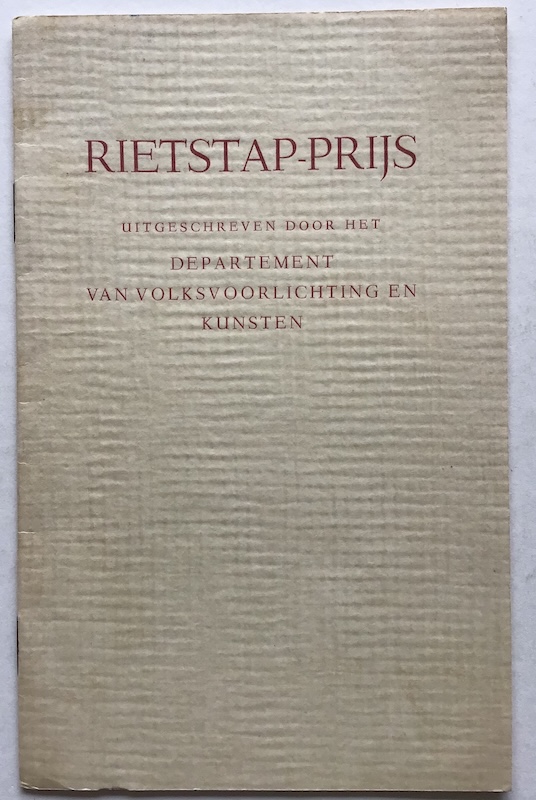 RIETSTAP-PRIJS
UITGESCHREVEN DOOR HET
DEPARTEMENT
VAN VOLKSVOORLICHTING EN
KUNSTEN